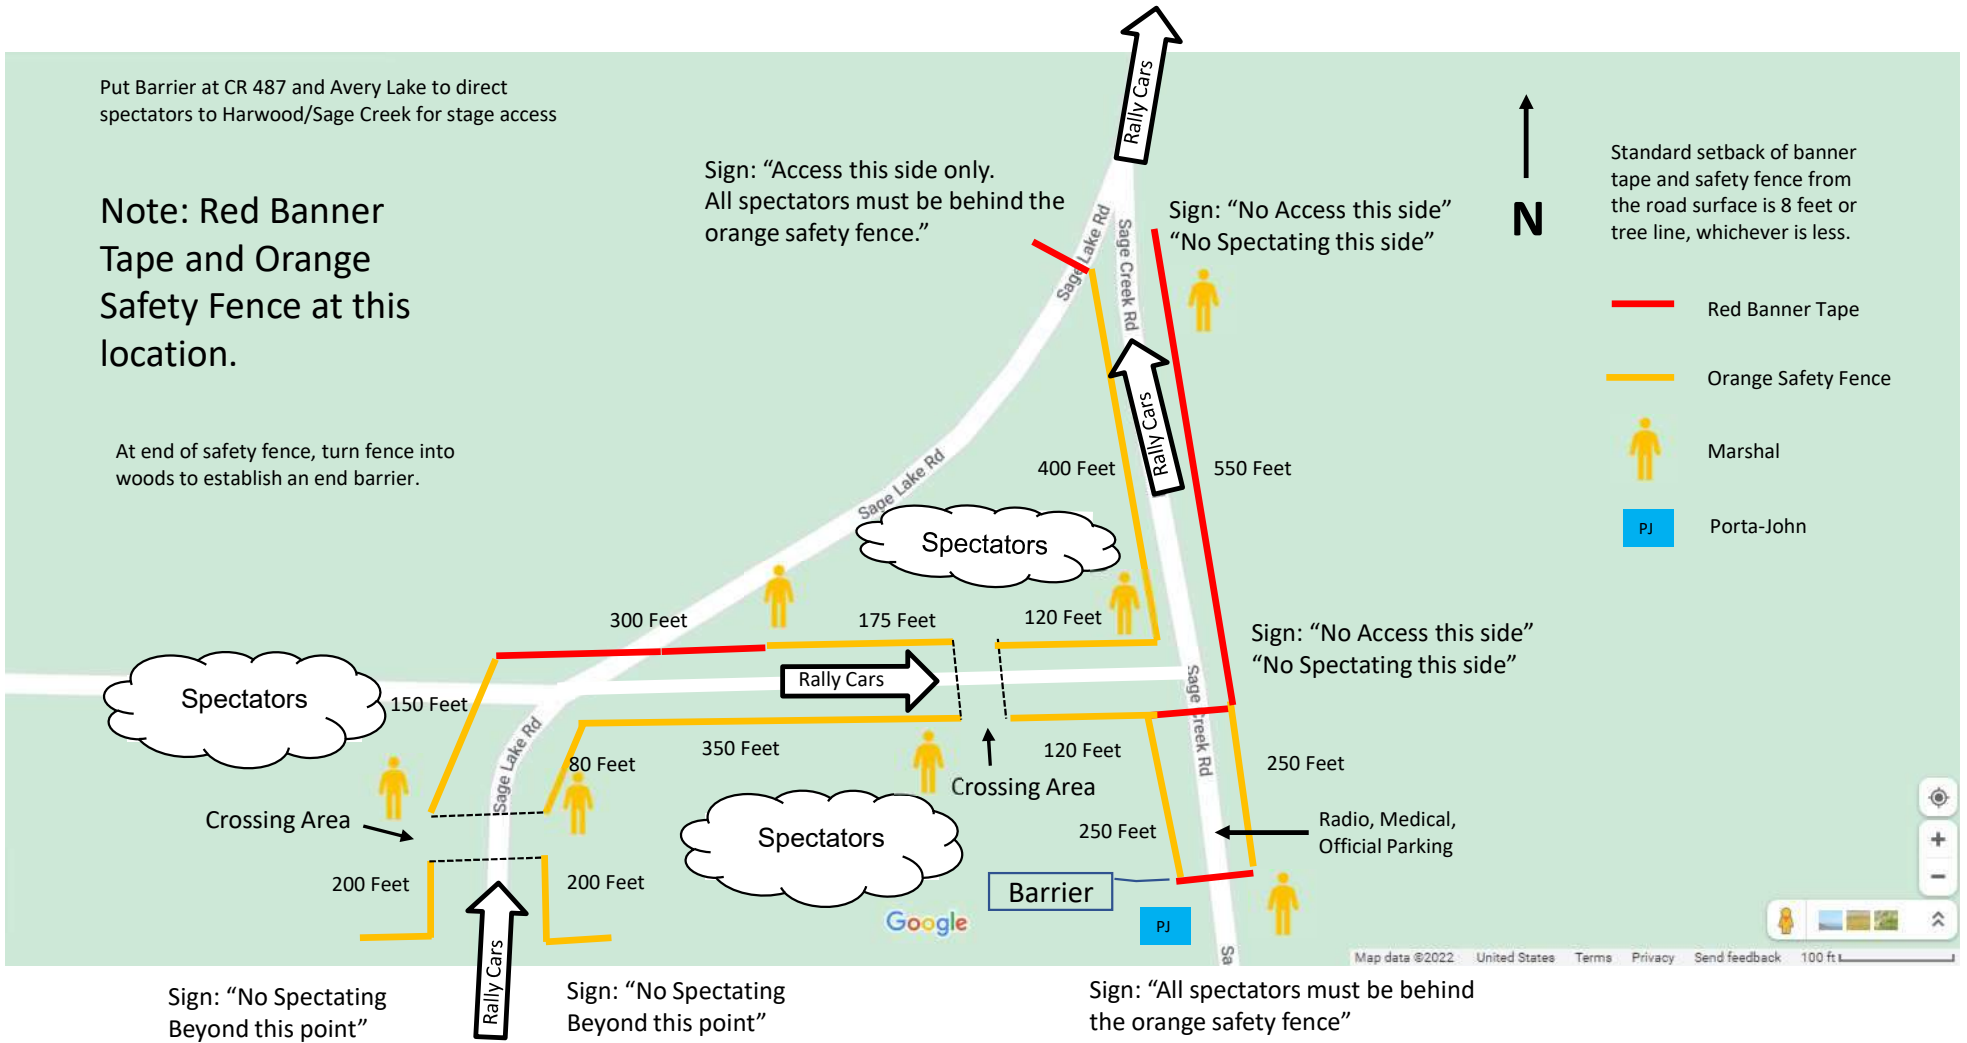 Put Barrier at CR 487 and Avery Lake to direct
spectators to Harwood/Sage Creek for stage access
Note: Red Banner
Tape and Orange
Safety Fence at this
location.
At end of safety fence, turn fence into
woods to establish an end barrier.
Rally Cars
Sign: “Access this side only.
All spectators must be behind the
orange safety fence.”
Sign: “No Access this side”
“No Spectating this side”
N
Standard setback of banner
tape and safety fence from
the road surface is 8 feet or
tree line, whichever is less.
Red Banner Tape
Orange Safety Fence
Marshal
PJ
Porta-John
Sage Lake Rd
Sage Creek Rd
Rally Cars
400 Feet
550 Feet
Sage Lake Rd
Spectators
300 Feet
175 Feet
120 Feet
Sign: “No Access this side”
“No Spectating this side”
Spectators
150 Feet
Rally Cars
Sage Creek Rd
Sage Lake Rd
80 Feet
350 Feet
120 Feet
250 Feet
Crossing Area
Crossing Area
Spectators
250 Feet
Radio, Medical,
Official Parking
200 Feet
200 Feet
Barrier
Google
PJ
Sa
Rally Cars
Map data ©2022 United States Terms Privacy Send feedback 100 ft
Sign: “No Spectating
Beyond this point”
Sign: “No Spectating
Beyond this point”
Sign: “All spectators must be behind
the orange safety fence”